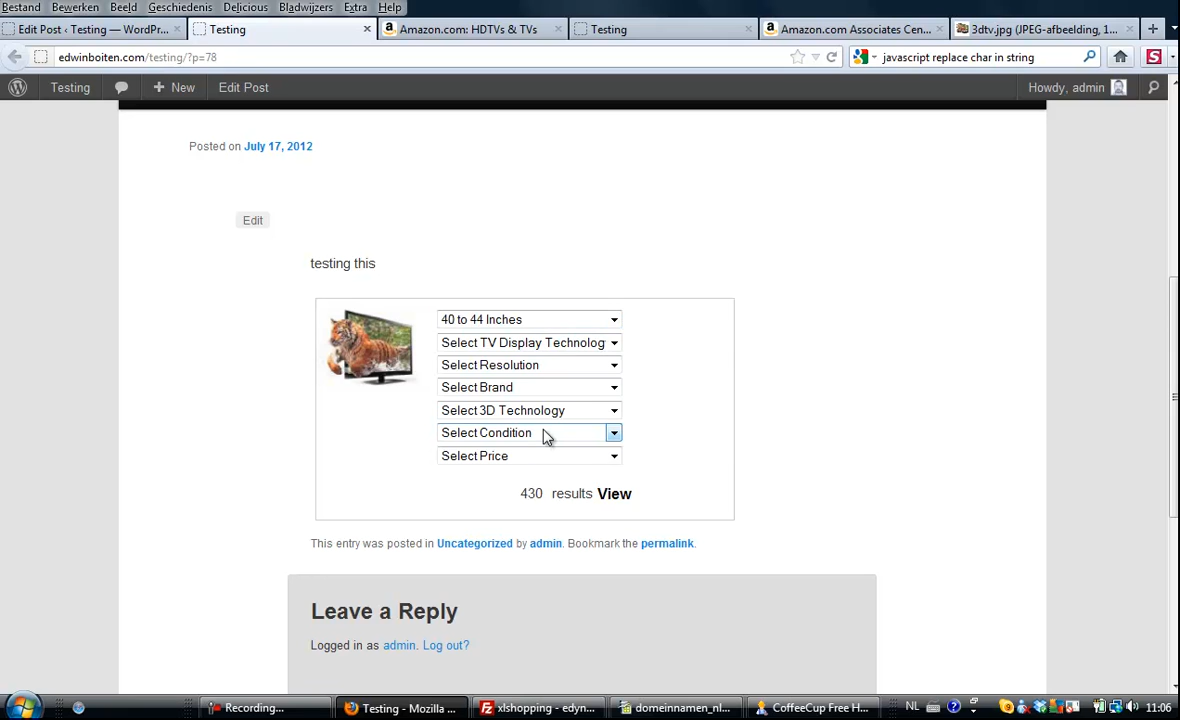 Bestand Bewerken Beeld Geschiedenis Delicious Bladwijzers Extra Help
Edit Post ‹ Testing — WordPr... × Testing × Amazon.com: HDTVs & TVs × Testing × Amazon.com Associates Cen... × 3dtv.jpg (JPEG-afbeelding, 1... × +
edwinboiten.com/testing/?p=78
javascript replace char in string
Testing + New Edit Post Howdy, admin
Posted on July 17, 2012
Edit
testing this
40 to 44 Inches
Select TV Display Technolog
Select Resolution
Select Brand
Select 3D Technology
Select Condition
Select Price
430 results View
This entry was posted in Uncategorized by admin. Bookmark the permalink.
Leave a Reply
Logged in as admin. Log out?
Recording... Testing - Mozilla ... xlshopping - edyn... domeinnamen_nl... CoffeeCup Free H... NL 11:06